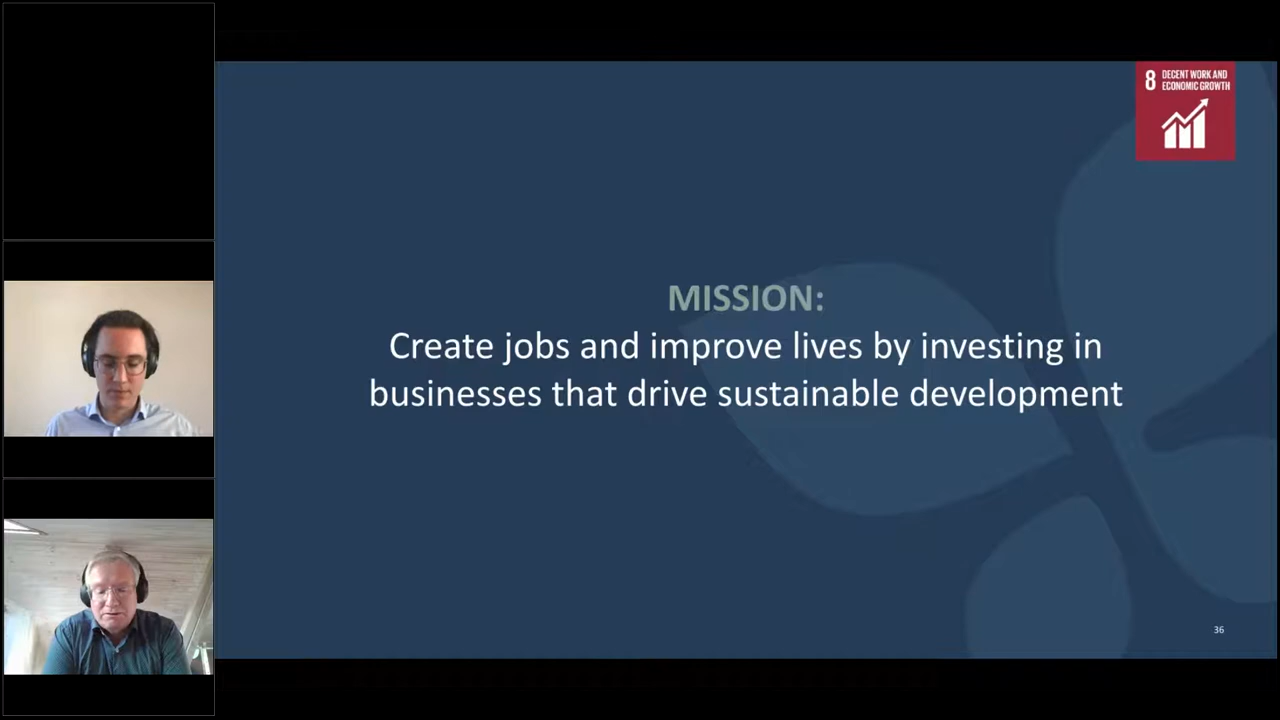 8 DECENT WORK AND
ECONOMIC GROWTH
MISSION:
Create jobs and improve lives by investing in
businesses that drive sustainable development
36